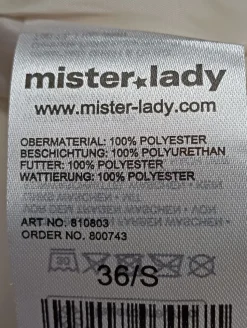 mister★lady
www.mister-lady.com
OBERMATERIAL: 100% POLYESTER
BESCHICHTUNG: 100% POLYURETHAN
FUTTER: 100% POLYESTER
WATTIERUNG: 100% POLYESTER
ART NO. 810803
ORDER NO. 800743
30
36/S